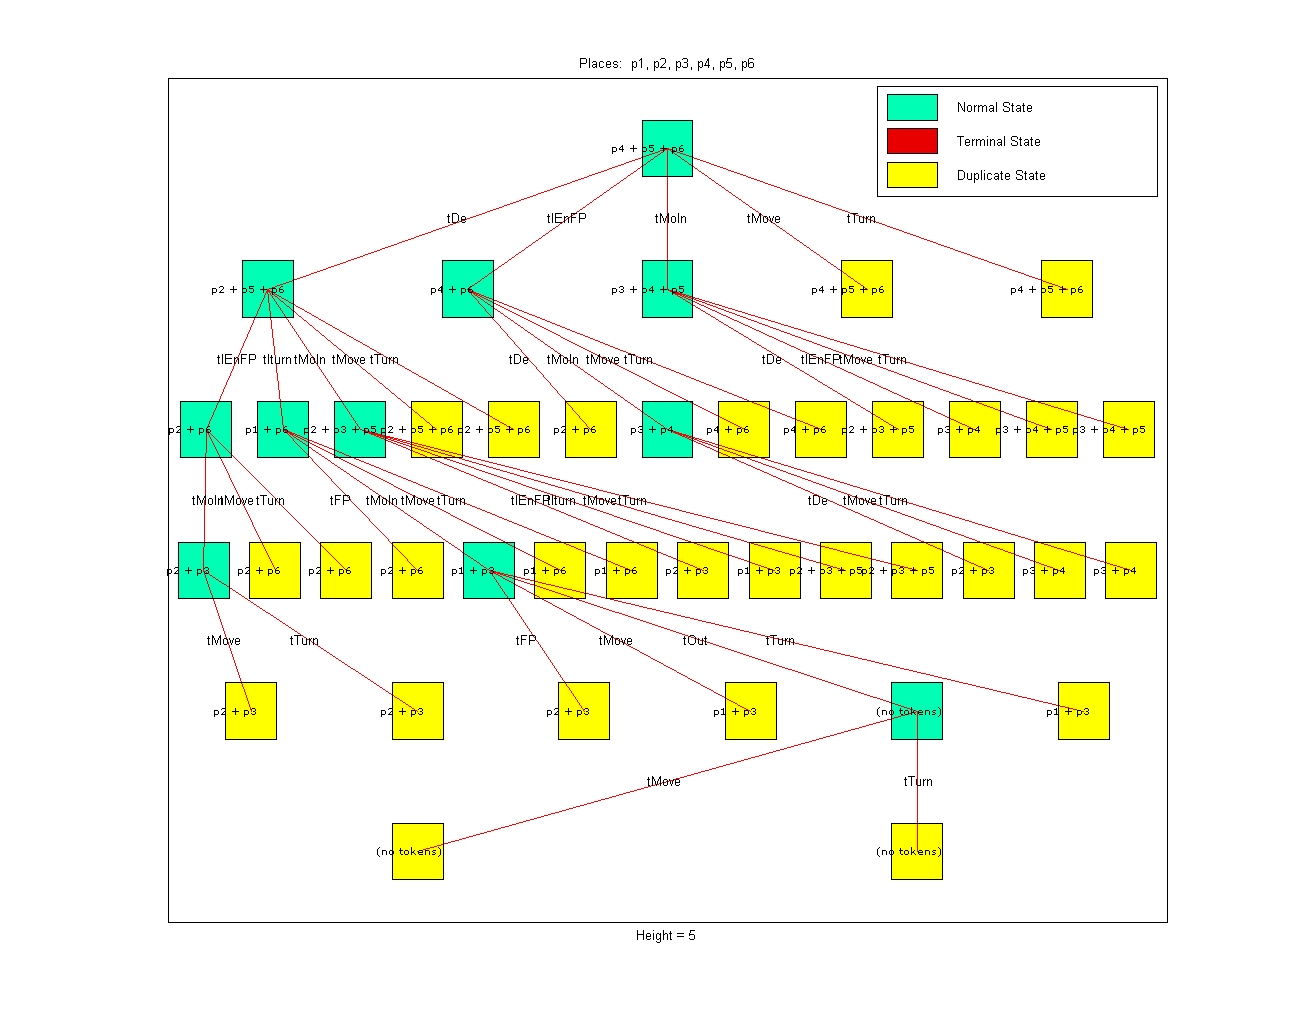 Places: p1, p2, p3, p4, p5, p6
Normal State
Terminal State
Duplicate State
p4 + p5 + p6
tDe tIEnFP tMoIn tMove tTurn
p2 + p5 + p6 p4 + p6 p3 + p4 + p5 p4 + p5 + p6 p4 + p5 + p6
tIEnFP tIturn tMoIn tMove tTurn tDe tMoIn tMove tTurn tDe tIEnFP tMove tTurn
p2 + p6 p1 + p6 p2 + p3 + p5 p2 + p5 + p6 p2 + p5 + p6 p2 + p6 p3 + p4 p4 + p6 p4 + p6 p2 + p3 + p5 p3 + p4 p3 + p4 + p5 p3 + p4 + p5
tMoIn tMove tTurn tFP tMoIn tMove tTurn tIEnFP tIturn tMove tTurn tDe tMove tTurn
p2 + p3 p2 + p6 p2 + p6 p2 + p6 p1 + p3 p1 + p6 p1 + p6 p2 + p3 p1 + p3 p2 + p3 + p5 p2 + p3 + p5 p2 + p3 p3 + p4 p3 + p4
tMove tTurn tFP tMove tOut tTurn
p2 + p3 p2 + p3 p2 + p3 p1 + p3 (no tokens) p1 + p3
tMove tTurn
(no tokens) (no tokens)
Height = 5